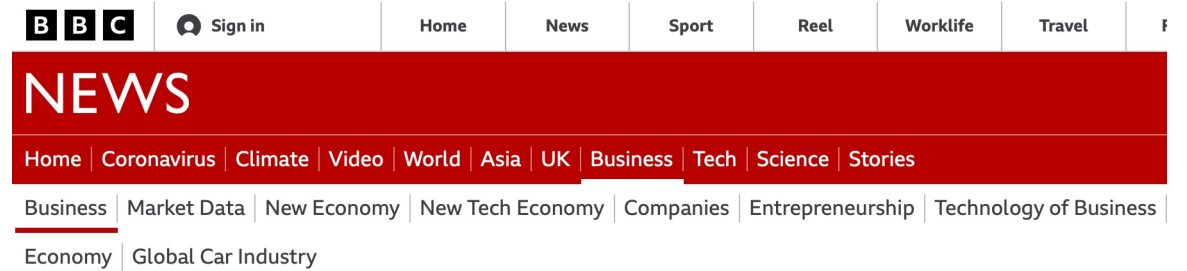 BBC Sign in Home News Sport Reel Worklife Travel
NEWS
Home Coronavirus Climate Video World Asia UK Business Tech Science Stories
Business Market Data New Economy New Tech Economy Companies Entrepreneurship Technology of Business
Economy Global Car Industry